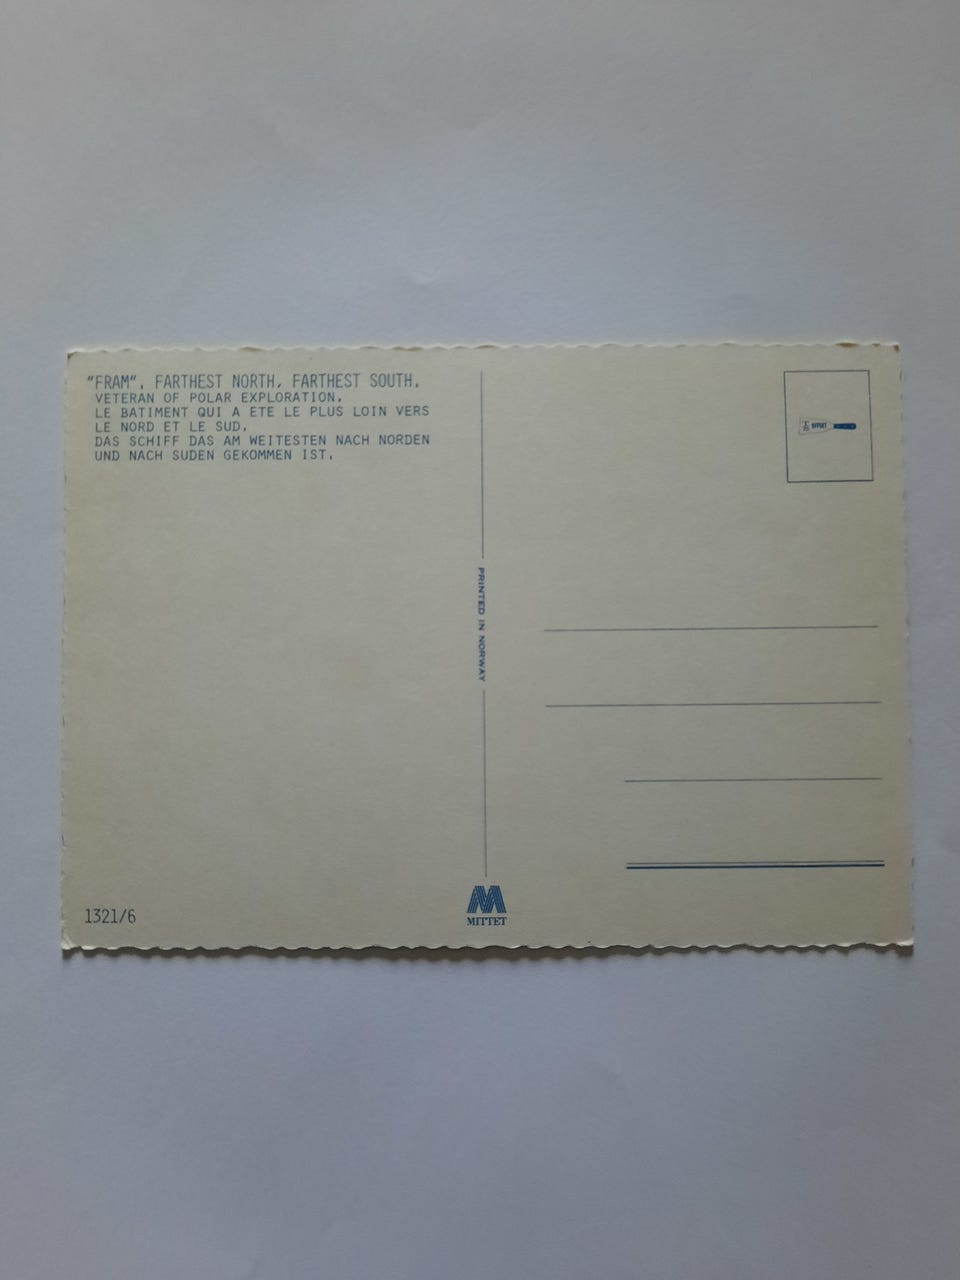 "FRAM", FARTHEST NORTH, FARTHEST SOUTH,
VETERAN OF POLAR EXPLORATION.
LE BATIMENT QUI A ETE LE PLUS LOIN VERS
LE NORD ET LE SUD.
DAS SCHIFF DAS AM WEITESTEN NACH NORDEN
UND NACH SUDEN GEKOMMEN IST.
OFFSET
PRINTED IN NORWAY
1321/6
MITTET